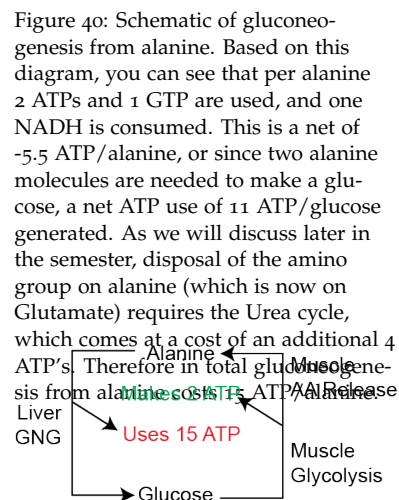 Figure 40: Schematic of gluconeo-
genesis from alanine. Based on this
diagram, you can see that per alanine
2 ATPs and 1 GTP are used, and one
NADH is consumed. This is a net of
-5.5 ATP/alanine, or since two alanine
molecules are needed to make a glu-
cose, a net ATP use of 11 ATP/glucose
generated. As we will discuss later in
the semester, disposal of the amino
group on alanine (which is now on
Glutamate) requires the Urea cycle,
which comes at a cost of an additional 4
ATP's. Therefore in total gluconeogene-
sis from alanine costs 15 ATP/alanine.
Alanine
Muscle
AA Release
Makes 2 ATP
Liver
GNG
Uses 15 ATP
Muscle
Glycolysis
Glucose